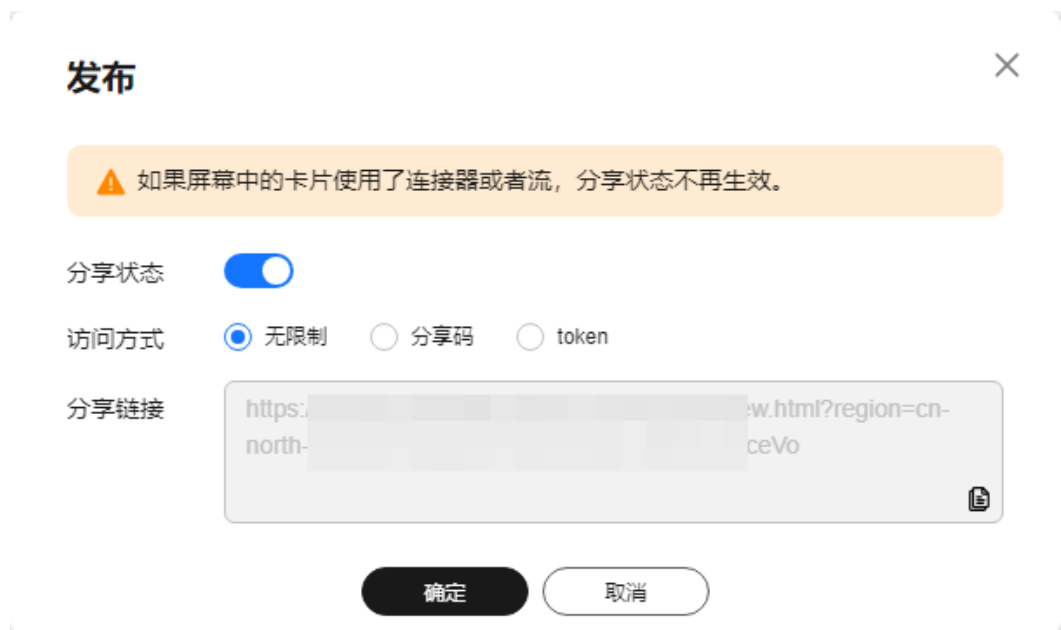 发布
如果屏幕中的卡片使用了连接器或者流，分享状态不再生效。
分享状态
访问方式 无限制 分享码 token
分享链接 https:/ ew.html?region=cn-
north- ceVo
确定 取消